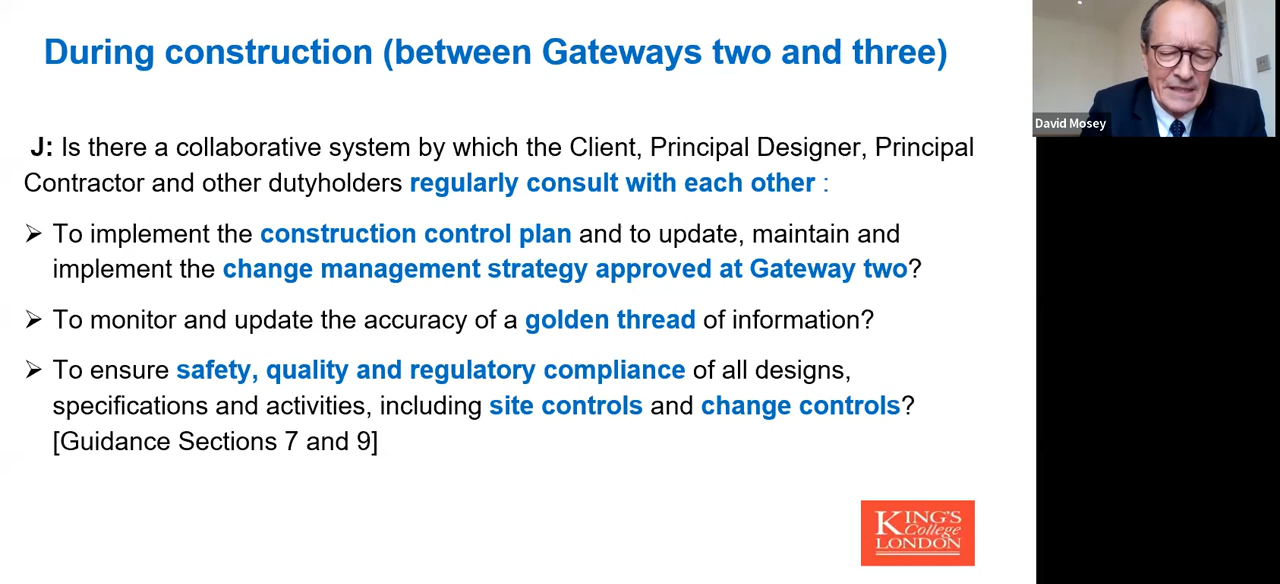 During construction (between Gateways two and three)
David Mosey
J: Is there a collaborative system by which the Client, Principal Designer, Principal
Contractor and other dutyholders regularly consult with each other :
➢ To implement the construction control plan and to update, maintain and
implement the change management strategy approved at Gateway two?
➢ To monitor and update the accuracy of a golden thread of information?
➢ To ensure safety, quality and regulatory compliance of all designs,
specifications and activities, including site controls and change controls?
[Guidance Sections 7 and 9]
KING'S
College
LONDON